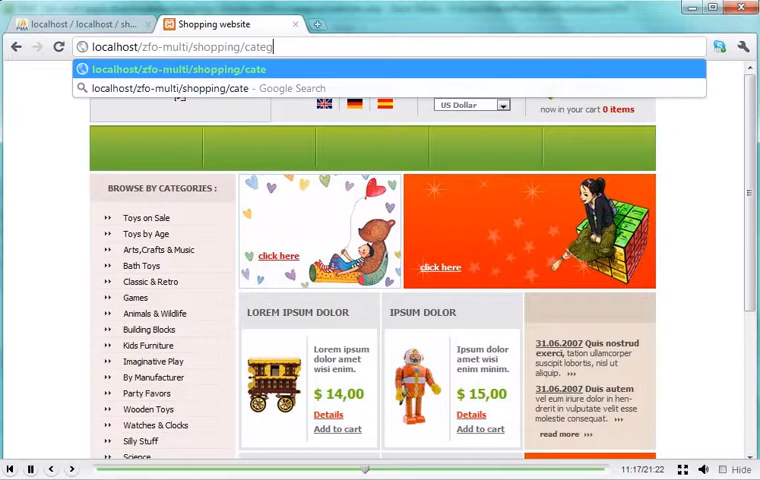 localhost / localhost / sh...
Shopping website
localhost/zfo-multi/shopping/categ
localhost/zfo-multi/shopping/cate
localhost/zfo-multi/shopping/cate - Google Search
US Dollar
now in your cart 0 items
BROWSE BY CATEGORIES :
Toys on Sale
Toys by Age
Arts,Crafts & Music
Bath Toys
Classic & Retro
Games
Animals & Wildlife
Building Blocks
Kids Furniture
Imaginative Play
By Manufacturer
Party Favors
Wooden Toys
Watches & Clocks
Silly Stuff
Science
click here
click here
LOREM IPSUM DOLOR
Lorem ipsum
dolor amet
wisi enim.
$ 14,00
Details
Add to cart
IPSUM DOLOR
Lorem ipsum
dolor amet
wisi enim minim.
$ 15,00
Details
Add to cart
31.06.2007 Quis nostrud
exerci, tation ullamcorper
suscipit lobortis, nisl ut
aliquip. ›››
31.06.2007 Duis autem
vel eum iriure dolor in hen-
drerit in vulputate velit esse
molestie consequat. ›››
read more ›››
11:17/21:22
Hide